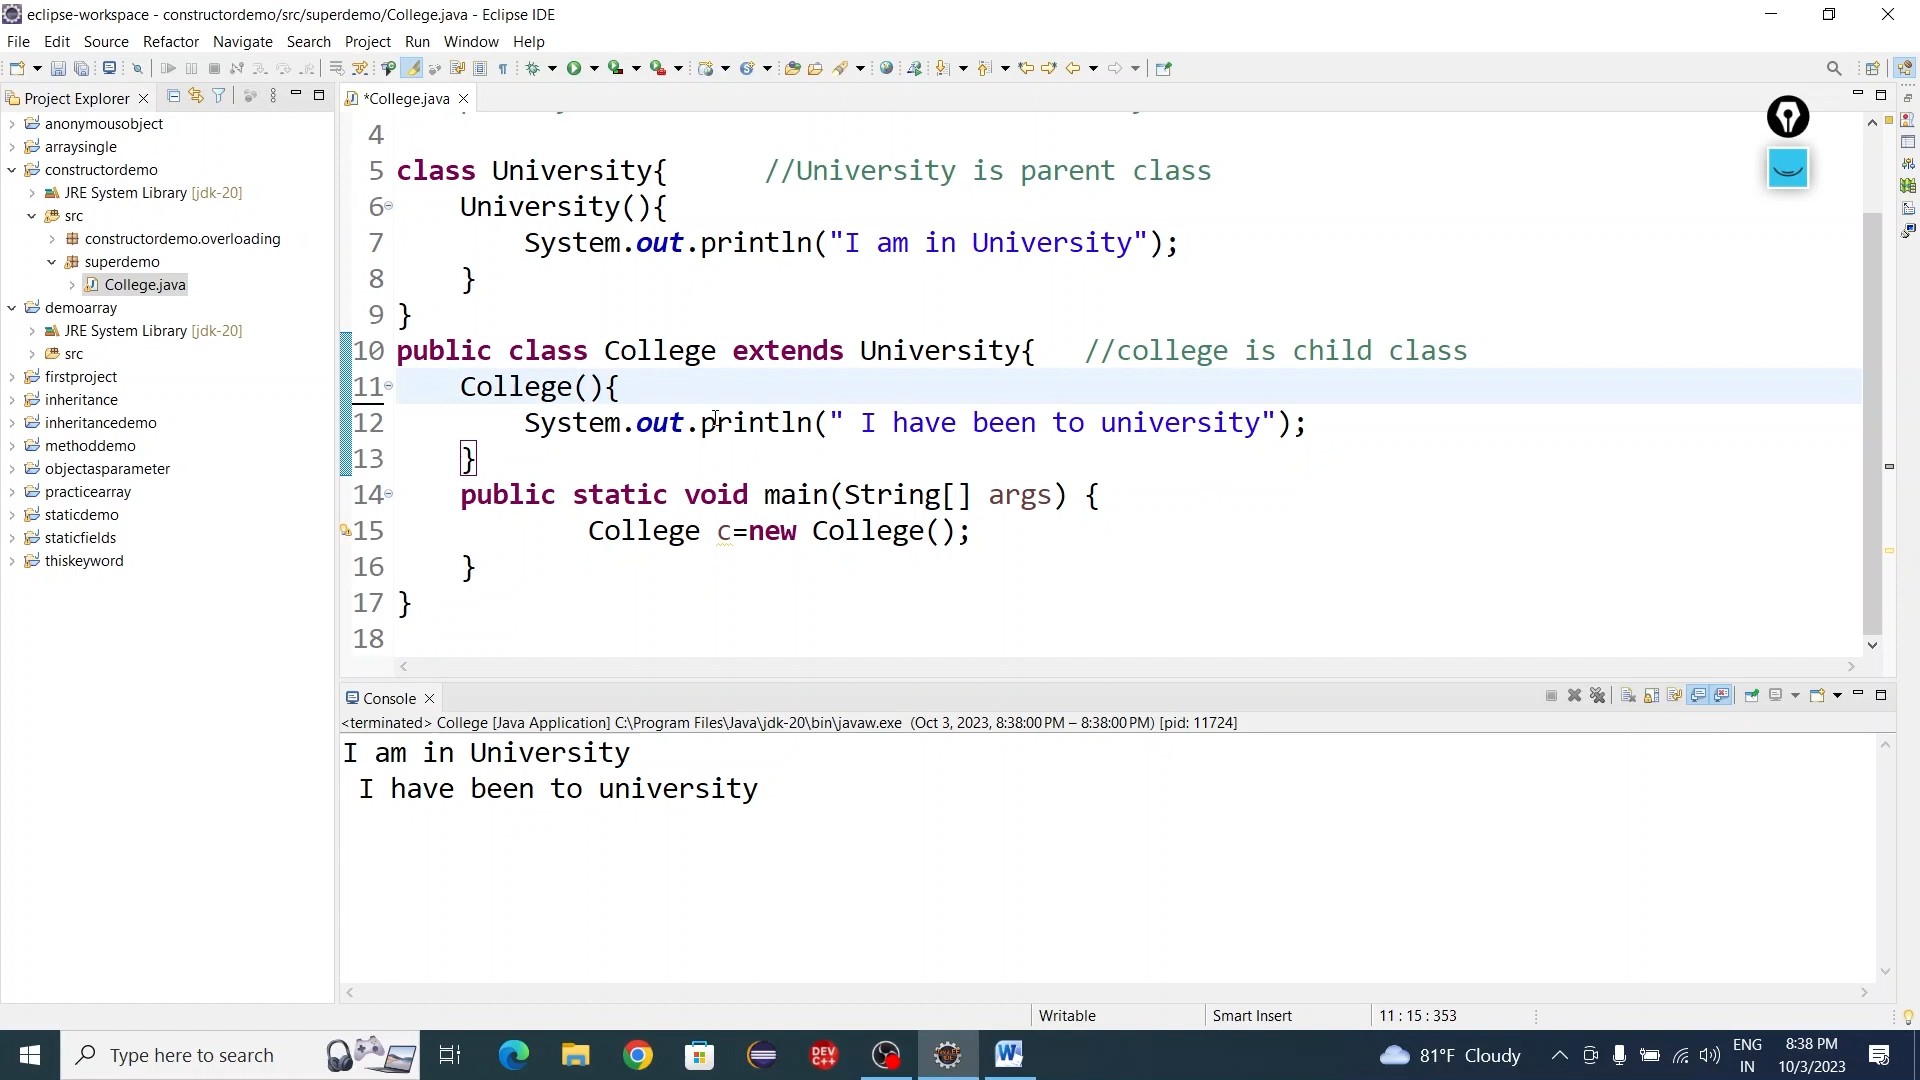 eclipse-workspace - constructordemo/src/superdemo/College.java - Eclipse IDE
File Edit Source Refactor Navigate Search Project Run Window Help
Project Explorer
*College.java
anonymousobject
arraysingle
constructordemo
JRE System Library [jdk-20]
src
constructordemo.overloading
superdemo
College.java
demoarray
JRE System Library [jdk-20]
src
firstproject
inheritance
inheritancedemo
methoddemo
objectasparameter
practicearray
staticdemo
staticfields
thiskeyword
4
5 class University{ //University is parent class
6 University(){
7 System.out.println("I am in University");
8 }
9 }
10 public class College extends University{ //college is child class
11 College(){
12 System.out.println(" I have been to university");
13 }
14 public static void main(String[] args) {
15 College c=new College();
16 }
17 }
18
Console
<terminated> College [Java Application] C:\Program Files\Java\jdk-20\bin\javaw.exe (Oct 3, 2023, 8:38:00 PM – 8:38:00 PM) [pid: 11724]
I am in University
I have been to university
Writable Smart Insert 11 : 15 : 353
Type here to search
DEV C++
81°F Cloudy
ENG IN
8:38 PM
10/3/2023